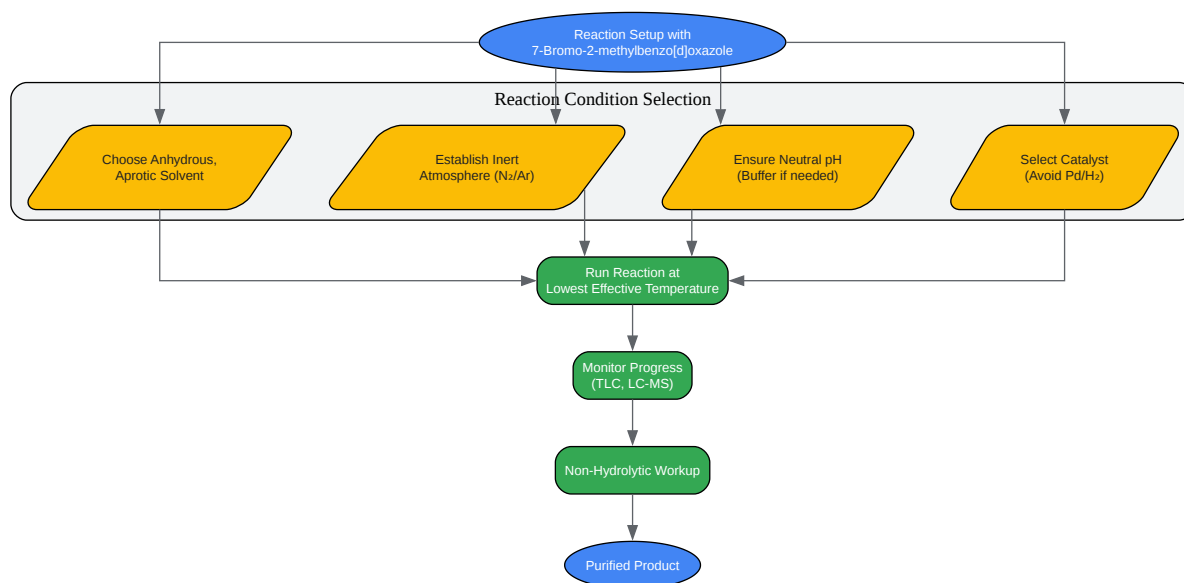 Reaction Setup with
7-Bromo-2-methylbenzo[d]oxazole
Reaction Condition Selection
Choose Anhydrous,
Aprotic Solvent
Establish Inert
Atmosphere (N₂/Ar)
Ensure Neutral pH
(Buffer if needed)
Select Catalyst
(Avoid Pd/H₂)
Run Reaction at
Lowest Effective Temperature
Monitor Progress
(TLC, LC-MS)
Non-Hydrolytic Workup
Purified Product